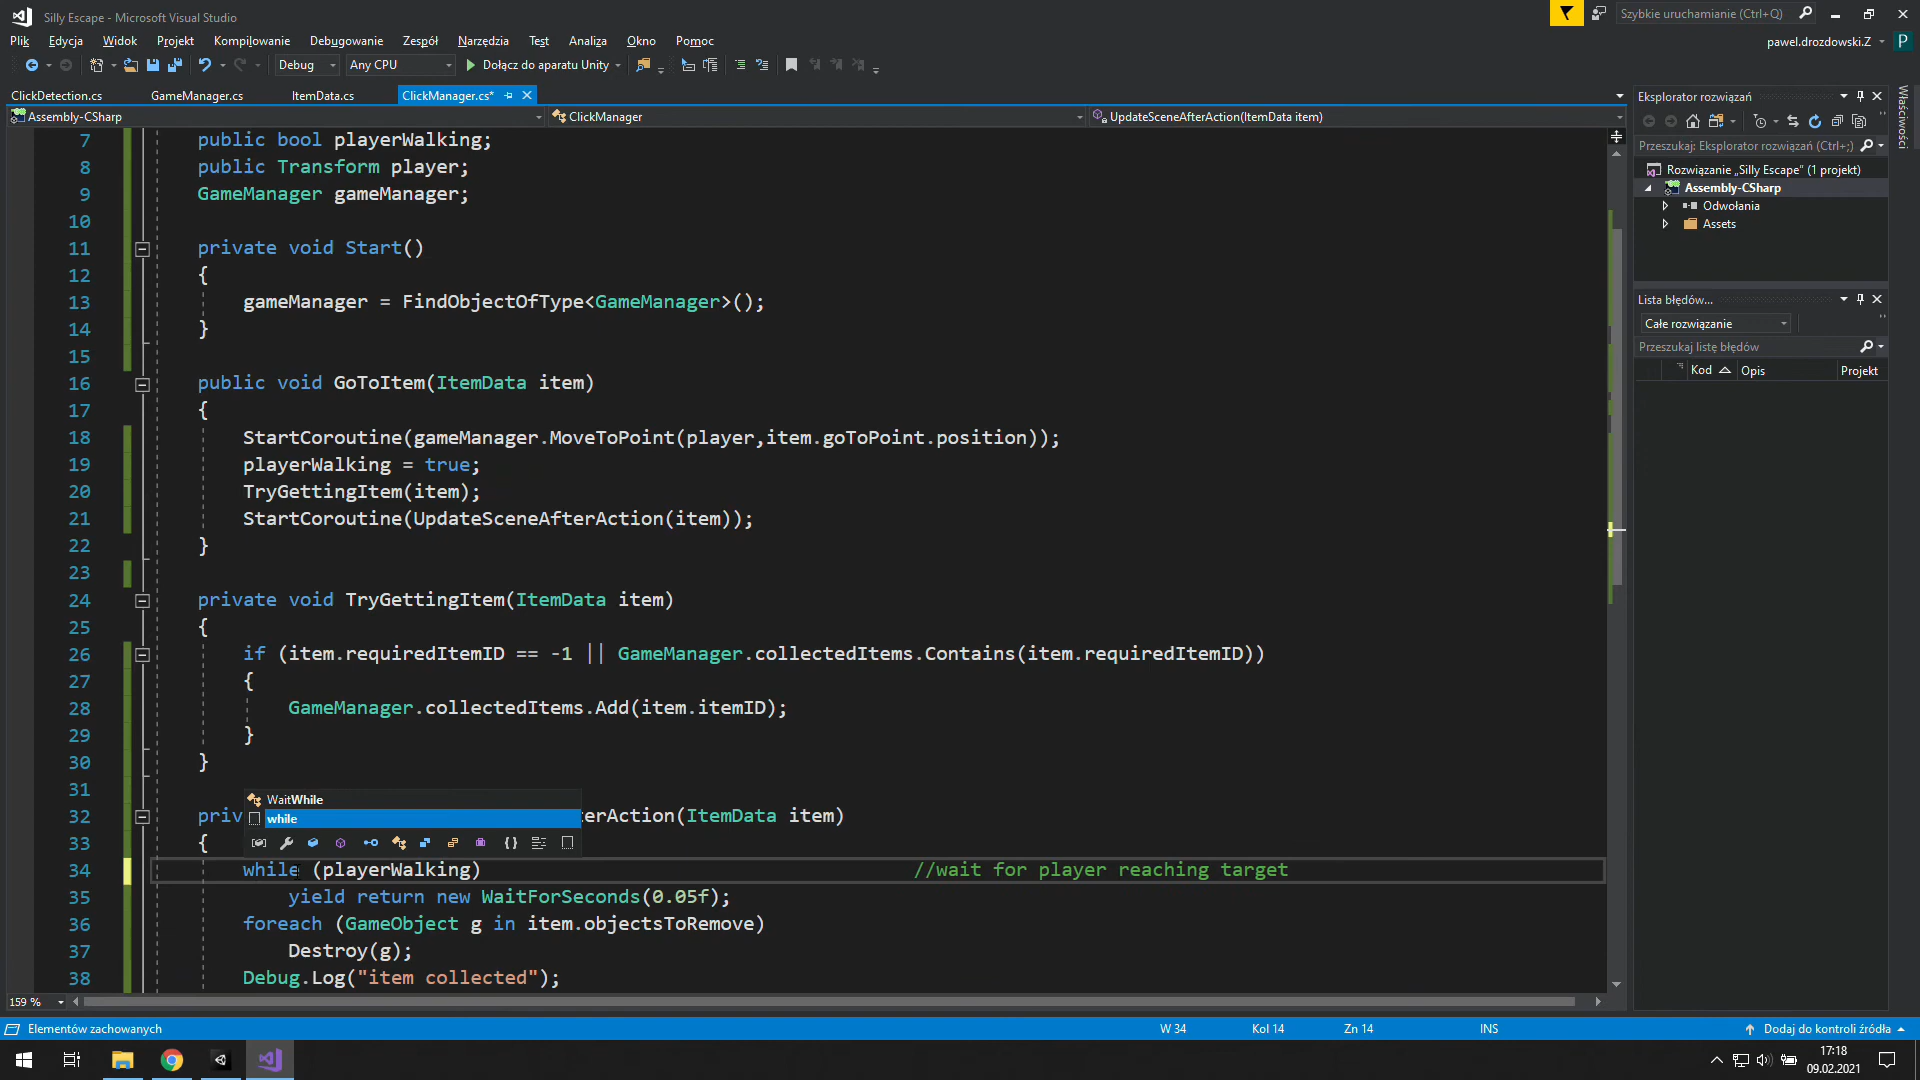 Silly Escape - Microsoft Visual Studio
Szybkie uruchamianie (Ctrl+Q)
Plik Edycja Widok Projekt Kompilowanie Debugowanie Zespół Narzędzia Test Analiza Okno Pomoc
pawel.drozdowski.Z
P
Debug Any CPU Dołącz do aparatu Unity
ClickDetection.cs GameManager.cs ItemData.cs ClickManager.cs*
Assembly-CSharp ClickManager UpdateSceneAfterAction(ItemData item)
7 public bool playerWalking;
8 public Transform player;
9 GameManager gameManager;
10
11 private void Start()
12 {
13 gameManager = FindObjectOfType<GameManager>();
14 }
15
16 public void GoToItem(ItemData item)
17 {
18 StartCoroutine(gameManager.MoveToPoint(player,item.goToPoint.position));
19 playerWalking = true;
20 TryGettingItem(item);
21 StartCoroutine(UpdateSceneAfterAction(item));
22 }
23
24 private void TryGettingItem(ItemData item)
25 {
26 if (item.requiredItemID == -1 || GameManager.collectedItems.Contains(item.requiredItemID))
27 {
28 GameManager.collectedItems.Add(item.itemID);
29 }
30 }
31
WaitWhile
while
32 priv terAction(ItemData item)
33 {
34 while (playerWalking) //wait for player reaching target
35 yield return new WaitForSeconds(0.05f);
36 foreach (GameObject g in item.objectsToRemove)
37 Destroy(g);
38 Debug.Log("item collected");
159 %
Eksplorator rozwiązań
Przeszukaj: Eksplorator rozwiązań (Ctrl+;)
Rozwiązanie „Silly Escape" (1 projekt)
Assembly-CSharp
Odwołania
Assets
Lista błędów...
Całe rozwiązanie
Przeszukaj listę błędów
Kod Opis Projekt
Właściwości
Elementów zachowanych W 34 Kol 14 Zn 14 INS Dodaj do kontroli źródła
17:18
09.02.2021